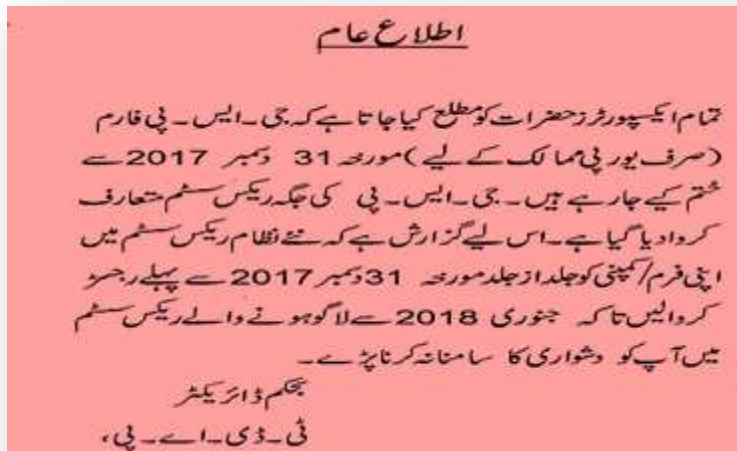 اطلاع عام
تمام ایکسپورٹرز حضرات کو مطلع کیا جاتا ہے کہ جی۔ایس۔پی فارم
(صرف یورپی ممالک کے لیے) مورخہ 31 دسمبر 2017 سے
ختم کیے جارہے ہیں۔جی۔ایس۔پی کی جگہ ریکس سسٹم متعارف
کروا دیا گیا ہے۔اس لیے گزارش ہے کہ نئے نظام ریکس سسٹم میں
اپنی فرم/کمپنی کو جلد از جلد مورخہ 31 دسمبر 2017 سے پہلے رجسٹر
کروالیں تا کہ جنوری 2018 سے لاگو ہونے والے ریکس سسٹم
میں آپ کو دشواری کا سامنا نہ کرنا پڑے۔
بحکم ڈائریکٹر
ٹی۔ڈی۔اے۔پی،